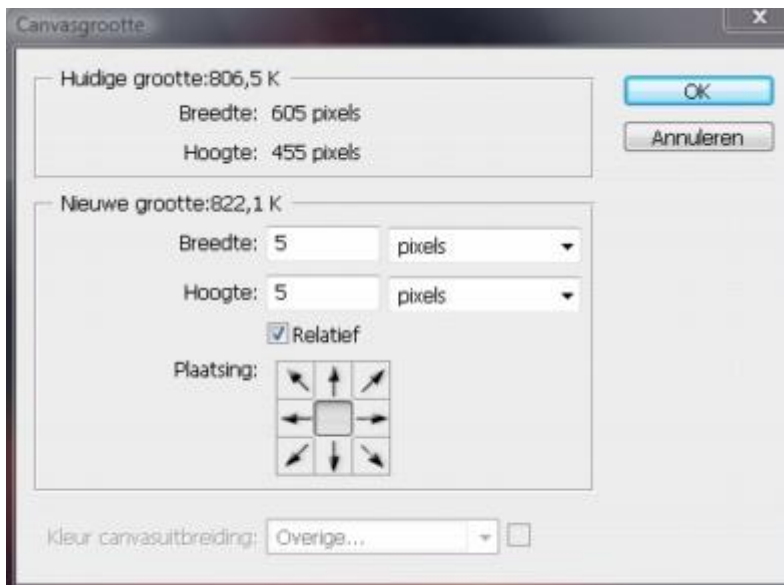 Canvasgrootte
x
Huidige grootte:806,5 K
Breedte: 605 pixels
Hoogte: 455 pixels
OK
Annuleren
Nieuwe grootte:822,1 K
Breedte: 5 pixels
Hoogte: 5 pixels
Relatief
Plaatsing:
Kleur canvasuitbreiding: Overige...